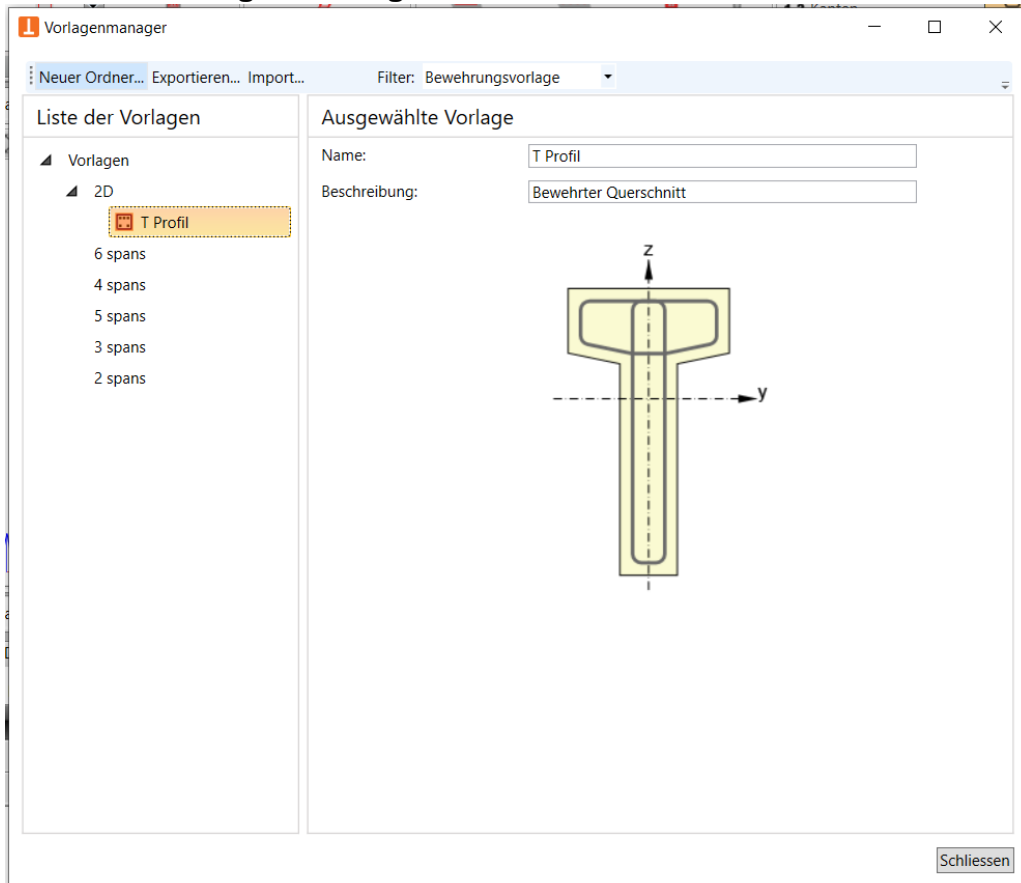 Vorlagenmanager
Neuer Ordner... Exportieren... Import... Filter: Bewehrungsvorlage
Liste der Vorlagen
Ausgewählte Vorlage
Vorlagen
2D
T Profil
6 spans
4 spans
5 spans
3 spans
2 spans
Name: T Profil
Beschreibung: Bewehrter Querschnitt
z
y
Schliessen